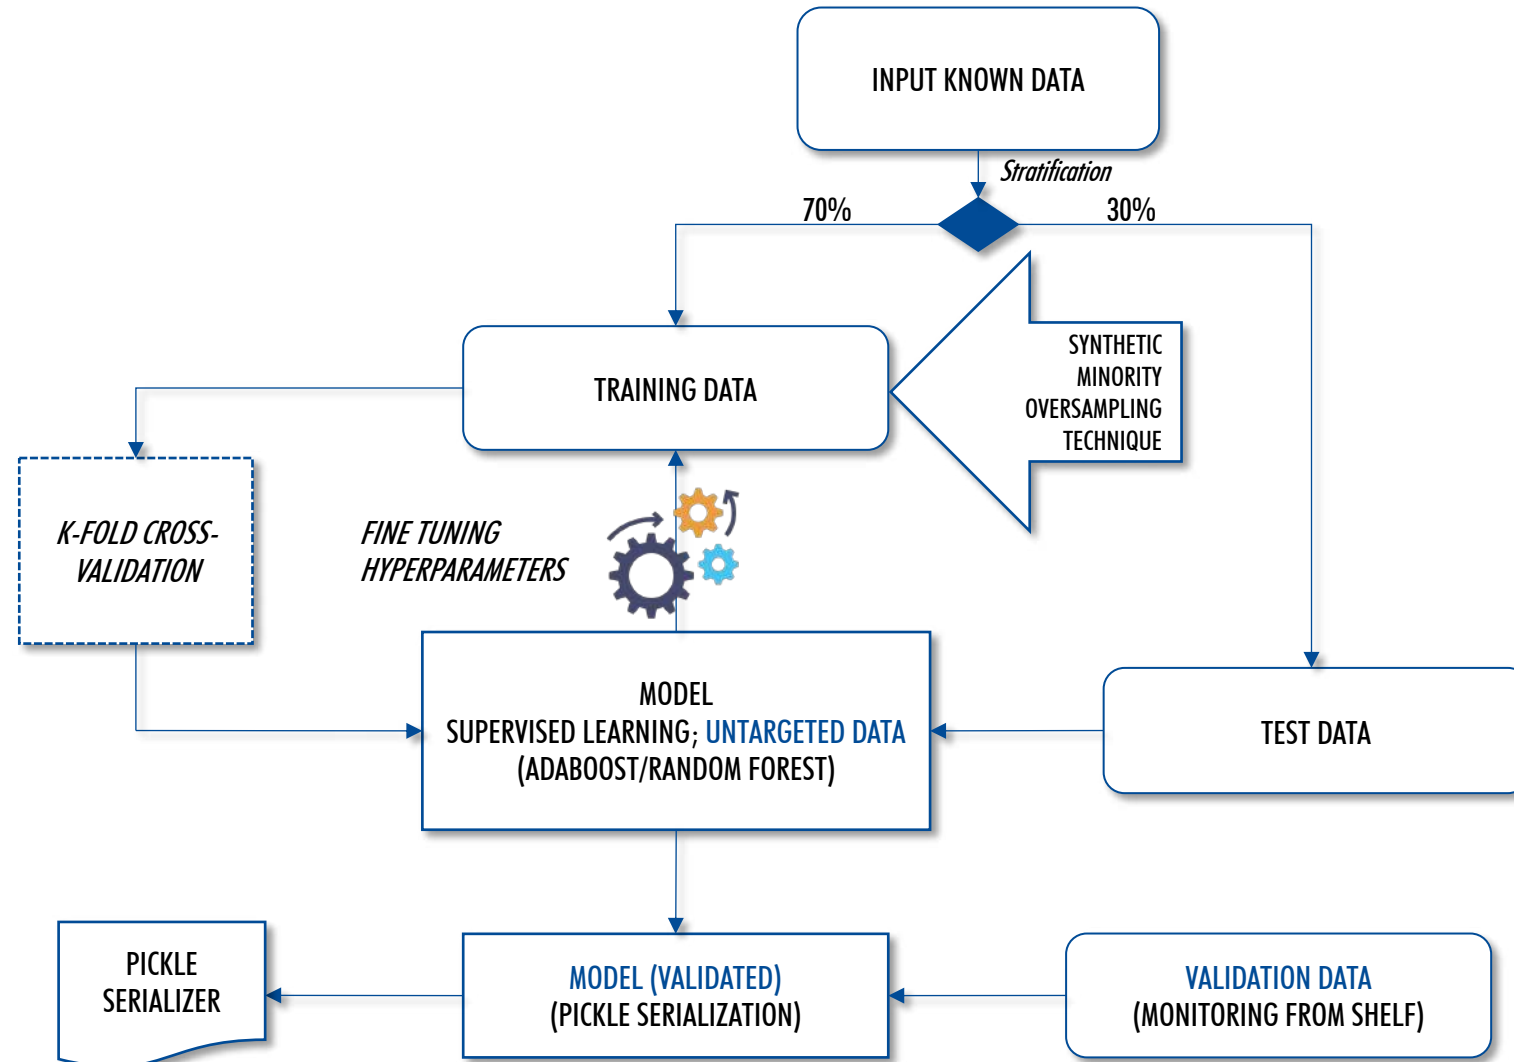 INPUT KNOWN DATA
Stratification
70%
30%
SYNTHETIC
MINORITY
OVERSAMPLING
TECHNIQUE
TRAINING DATA
K-FOLD CROSS-
VALIDATION
FINE TUNING
HYPERPARAMETERS
MODEL
SUPERVISED LEARNING; UNTARGETED DATA
(ADABOOST/RANDOM FOREST)
TEST DATA
PICKLE
SERIALIZER
MODEL (VALIDATED)
(PICKLE SERIALIZATION)
VALIDATION DATA
(MONITORING FROM SHELF)